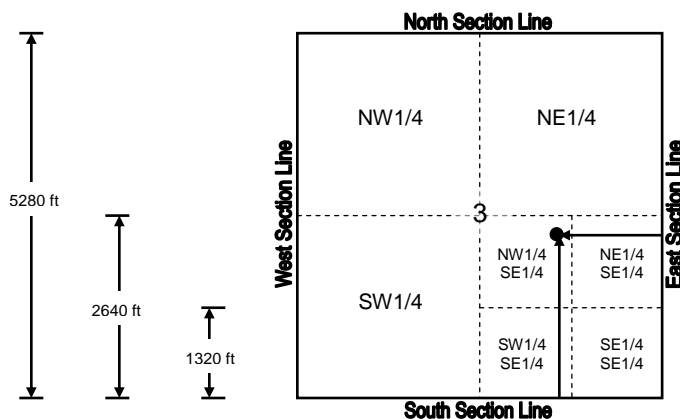 North Section Line
NW1/4
NE1/4
5280 ft
West Section Line
East Section Line
3
NW1/4
SE1/4
NE1/4
SE1/4
2640 ft
SW1/4
1320 ft
SW1/4
SE1/4
SE1/4
SE1/4
South Section Line